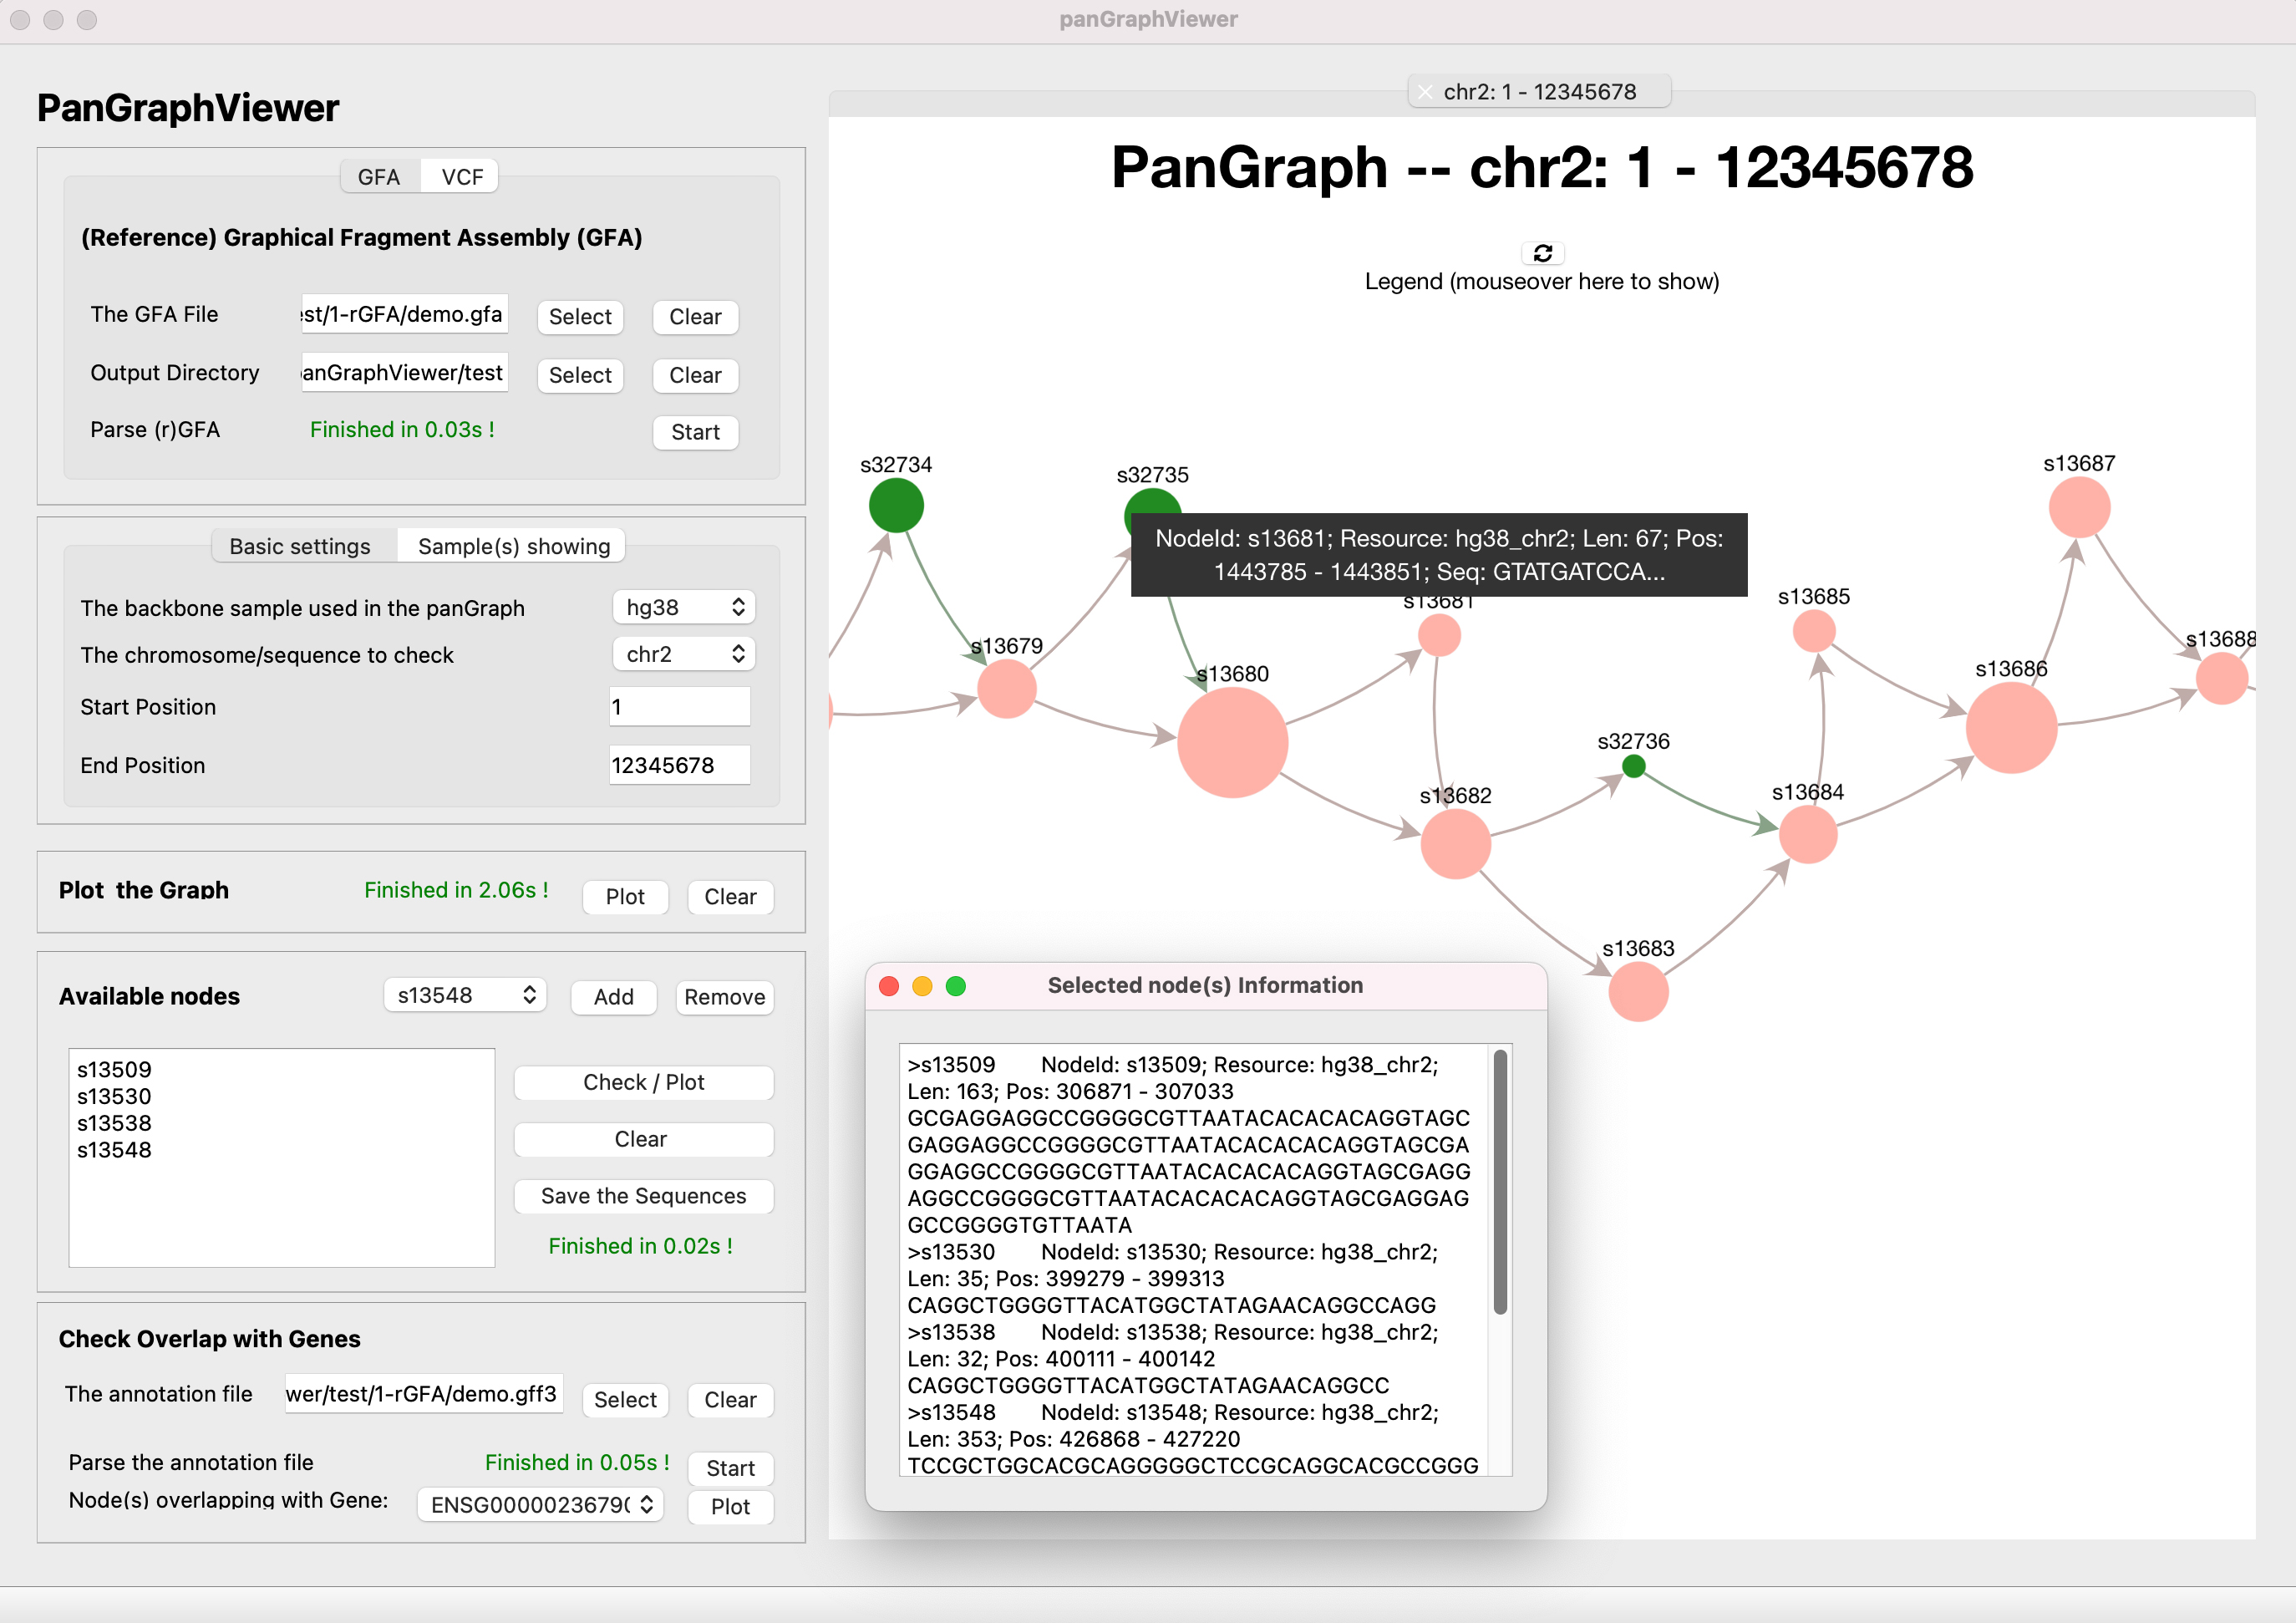 panGraphViewer
PanGraphViewer
GFA VCF
(Reference) Graphical Fragment Assembly (GFA)
The GFA File st/1-rGFA/demo.gfa Select Clear
Output Directory anGraphViewer/test Select Clear
Parse (r)GFA Finished in 0.03s ! Start
Basic settings Sample(s) showing
The backbone sample used in the panGraph hg38
The chromosome/sequence to check chr2
Start Position 1
End Position 12345678
Plot the Graph Finished in 2.06s ! Plot Clear
Available nodes s13548 Add Remove
s13509
s13530
s13538
s13548
Check / Plot
Clear
Save the Sequences
Finished in 0.02s !
Check Overlap with Genes
The annotation file wer/test/1-rGFA/demo.gff3 Select Clear
Parse the annotation file Finished in 0.05s ! Start
Node(s) overlapping with Gene: ENSG0000023679 Plot
chr2: 1 - 12345678
PanGraph -- chr2: 1 - 12345678
Legend (mouseover here to show)
s32734
s32735
s13687
NodeId: s13681; Resource: hg38_chr2; Len: 67; Pos:
1443785 - 1443851; Seq: GTATGATCCA...
s13681
s13685
s13679
s13688
s13680
s13686
s32736
s13682
s13684
s13683
Selected node(s) Information
>s13509 NodeId: s13509; Resource: hg38_chr2;
Len: 163; Pos: 306871 - 307033
GCGAGGAGGCCGGGGCGTTAATACACACACAGGTAGC
GAGGAGGCCGGGGCGTTAATACACACACAGGTAGCGA
GGAGGCCGGGGCGTTAATACACACACAGGTAGCGAGG
AGGCCGGGGCGTTAATACACACACAGGTAGCGAGGAG
GCCGGGGTGTTAATA
>s13530 NodeId: s13530; Resource: hg38_chr2;
Len: 35; Pos: 399279 - 399313
CAGGCTGGGGTTACATGGCTATAGAACAGGCCAGG
>s13538 NodeId: s13538; Resource: hg38_chr2;
Len: 32; Pos: 400111 - 400142
CAGGCTGGGGTTACATGGCTATAGAACAGGCC
>s13548 NodeId: s13548; Resource: hg38_chr2;
Len: 353; Pos: 426868 - 427220
TCCGCTGGCACGCAGGGGGCTCCGCAGGCACGCCGGG